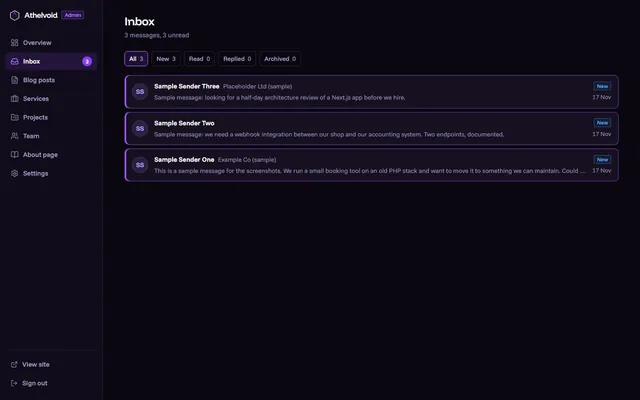 Athelvoid Admin
Overview
Inbox 3
Blog posts
Services
Projects
Team
About page
Settings
View site
Sign out
Inbox
3 messages, 3 unread
All 3 New 3 Read 0 Replied 0 Archived 0
SS
Sample Sender Three Placeholder Ltd (sample) New
Sample message: looking for a half-day architecture review of a Next.js app before we hire. 17 Nov
SS
Sample Sender Two New
Sample message: we need a webhook integration between our shop and our accounting system. Two endpoints, documented. 17 Nov
SS
Sample Sender One Example Co (sample) New
This is a sample message for the screenshots. We run a small booking tool on an old PHP stack and want to move it to something we can maintain. Could ... 17 Nov